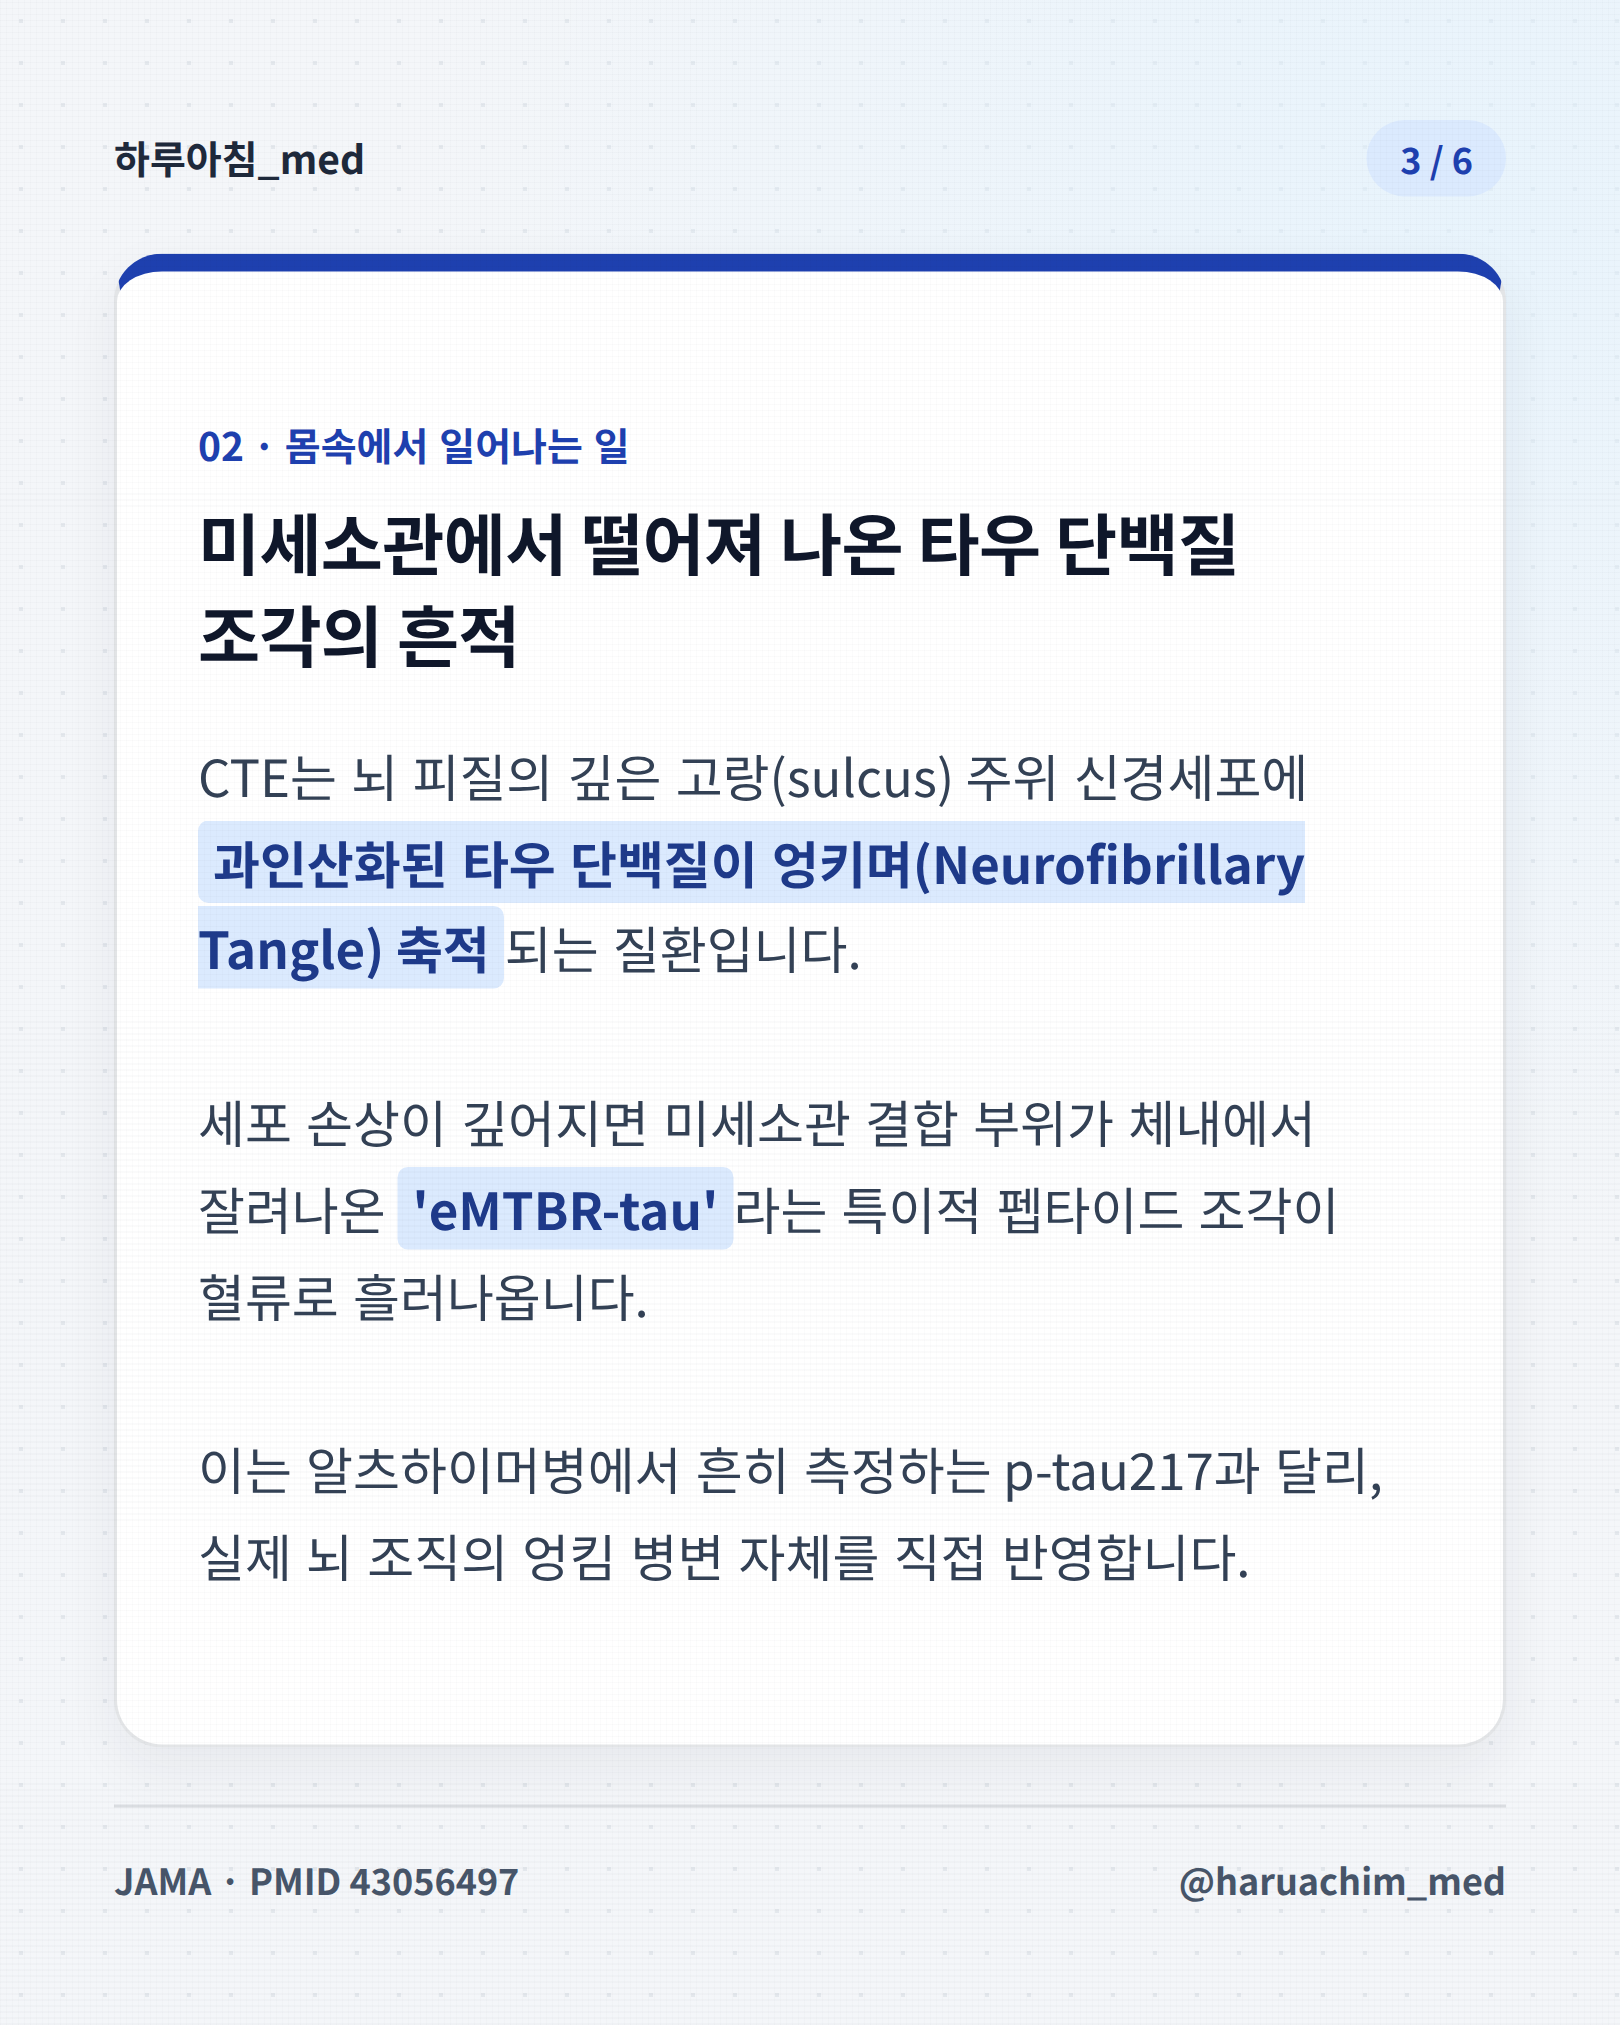 하루아침_med
3 / 6
02 · 몸속에서 일어나는 일
미세소관에서 떨어져 나온 타우 단백질
조각의 흔적
CTE는 뇌 피질의 깊은 고랑(sulcus) 주위 신경세포에
과인산화된 타우 단백질이 엉키며(Neurofibrillary
Tangle) 축적되는 질환입니다.
세포 손상이 깊어지면 미세소관 결합 부위가 체내에서
잘려나온 'eMTBR-tau'라는 특이적 펩타이드 조각이
혈류로 흘러나옵니다.
이는 알츠하이머병에서 흔히 측정하는 p-tau217과 달리,
실제 뇌 조직의 엉킴 병변 자체를 직접 반영합니다.
JAMA · PMID 43056497
@haruachim_med